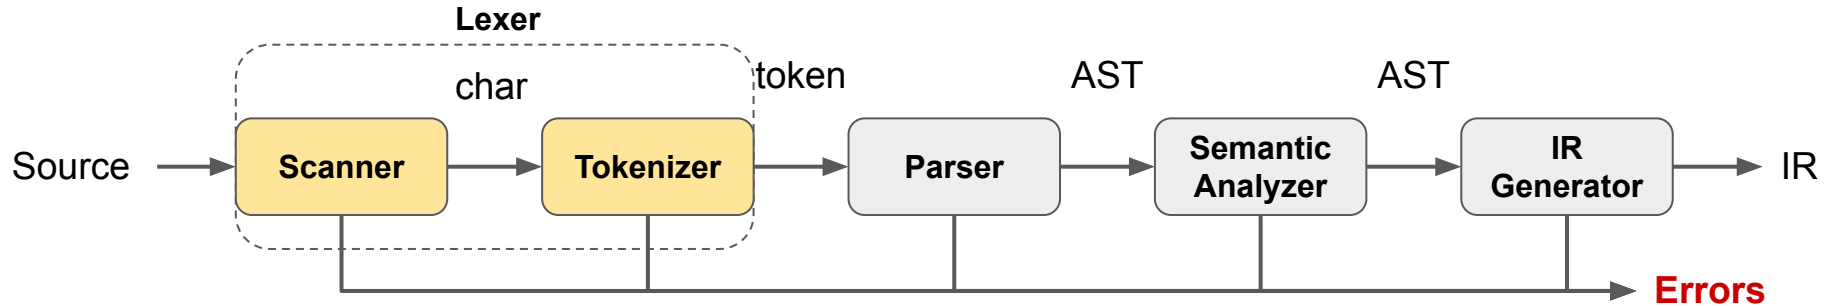 Lexer
char
token
AST
AST
Source
Scanner
Tokenizer
Parser
Semantic
Analyzer
IR
Generator
IR
Errors